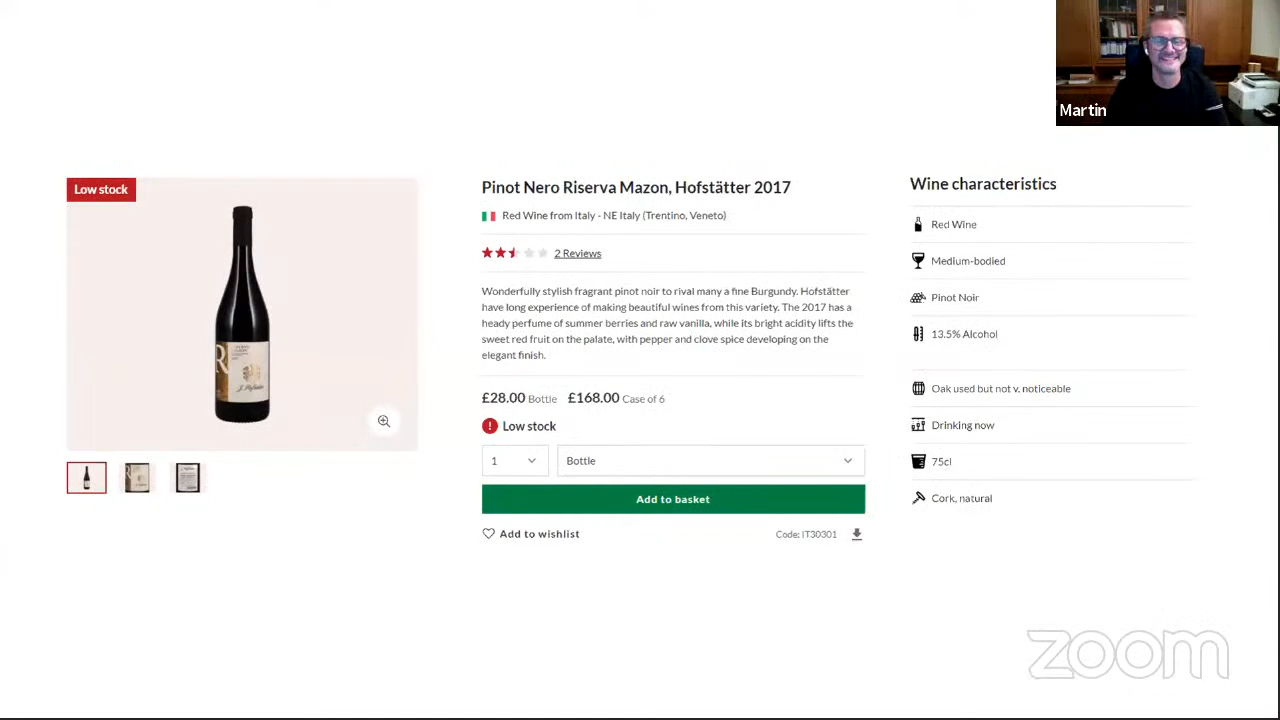 Martin
Low stock
Pinot Nero Riserva Mazon, Hofstätter 2017
Red Wine from Italy - NE Italy (Trentino, Veneto)
2 Reviews
Wonderfully stylish fragrant pinot noir to rival many a fine Burgundy. Hofstätter
have long experience of making beautiful wines from this variety. The 2017 has a
heady perfume of summer berries and raw vanilla, while its bright acidity lifts the
sweet red fruit on the palate, with pepper and clove spice developing on the
elegant finish.
£28.00 Bottle £168.00 Case of 6
! Low stock
1 Bottle
Add to basket
Add to wishlist Code: IT30301
Wine characteristics
Red Wine
Medium-bodied
Pinot Noir
13.5% Alcohol
Oak used but not v. noticeable
Drinking now
75cl
Cork, natural
R
zoom